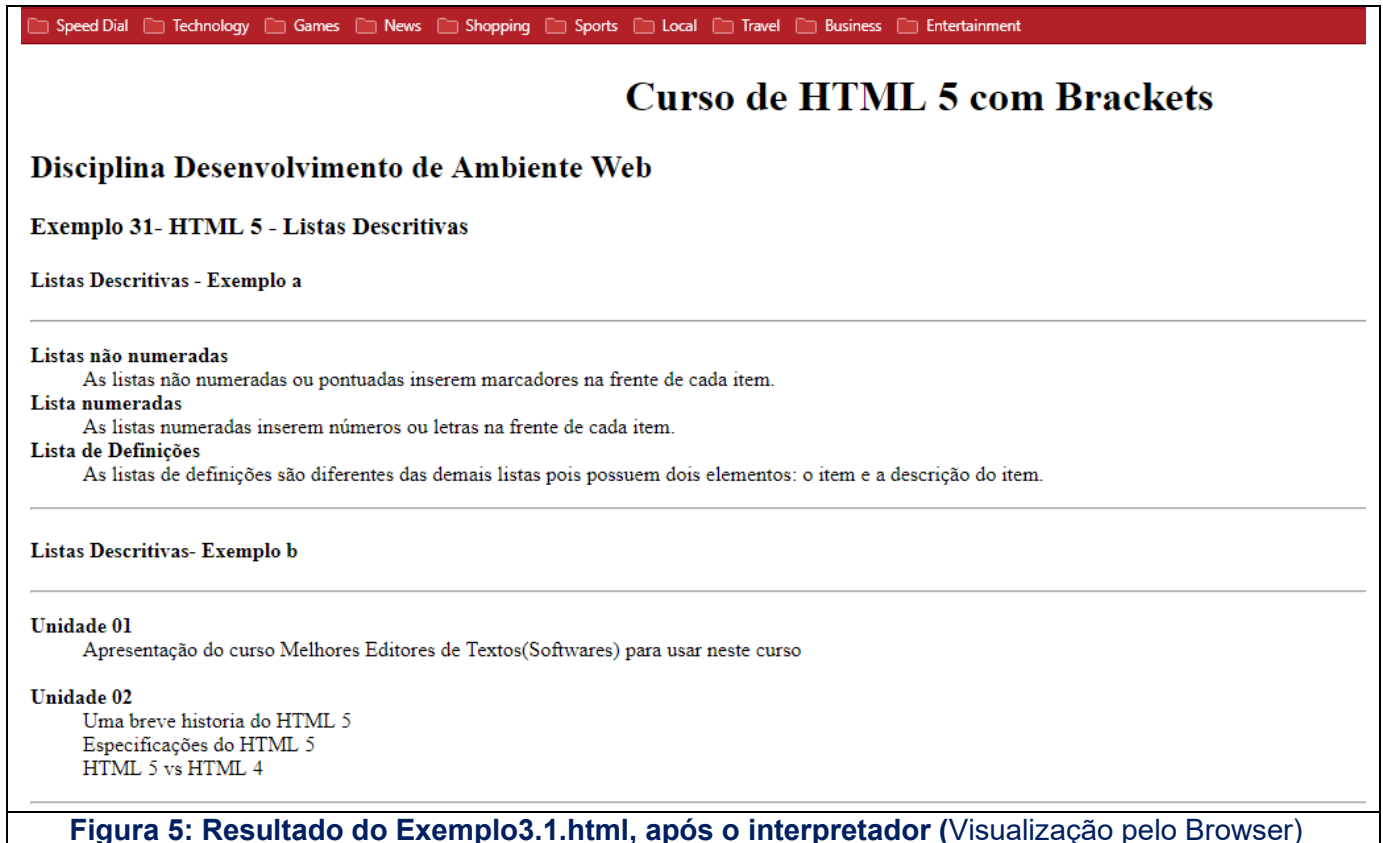 Speed Dial Technology Games News Shopping Sports Local Travel Business Entertainment
Curso de HTML 5 com Brackets
Disciplina Desenvolvimento de Ambiente Web
Exemplo 31- HTML 5 - Listas Descritivas
Listas Descritivas - Exemplo a
Listas não numeradas
As listas não numeradas ou pontuadas inserem marcadores na frente de cada item.
Lista numeradas
As listas numeradas inserem números ou letras na frente de cada item.
Lista de Definições
As listas de definições são diferentes das demais listas pois possuem dois elementos: o item e a descrição do item.
Listas Descritivas- Exemplo b
Unidade 01
Apresentação do curso Melhores Editores de Textos(Softwares) para usar neste curso
Unidade 02
Uma breve historia do HTML 5
Especificações do HTML 5
HTML 5 vs HTML 4
Figura 5: Resultado do Exemplo3.1.html, após o interpretador (Visualização pelo Browser)